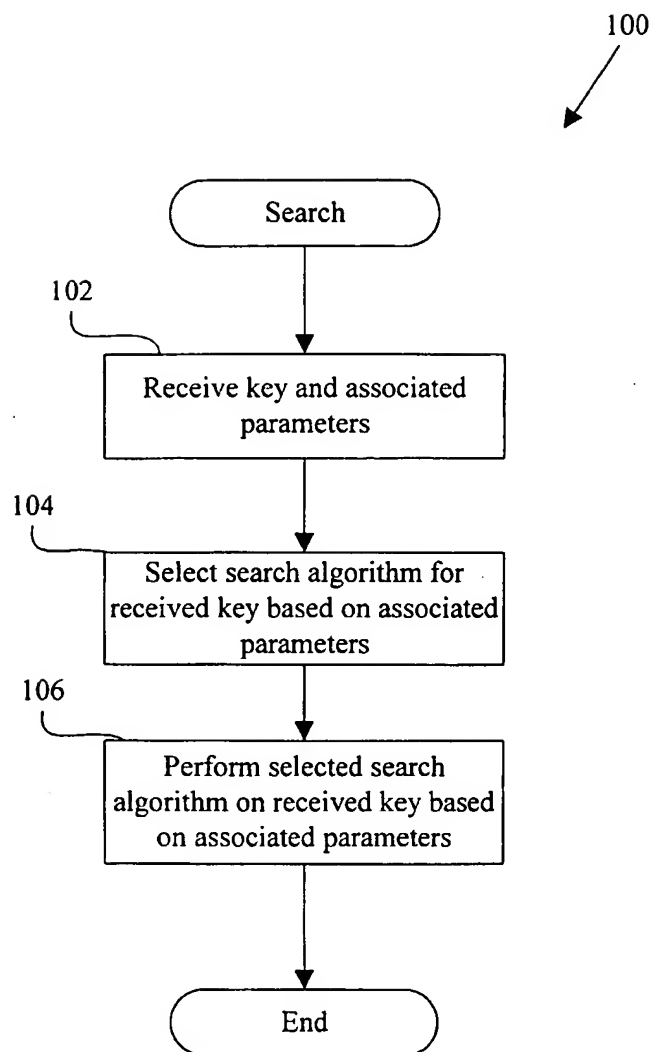 100
Search
102
Receive key and associated
parameters
104
Select search algorithm for
received key based on associated
parameters
106
Perform selected search
algorithm on received key based
on associated parameters
End